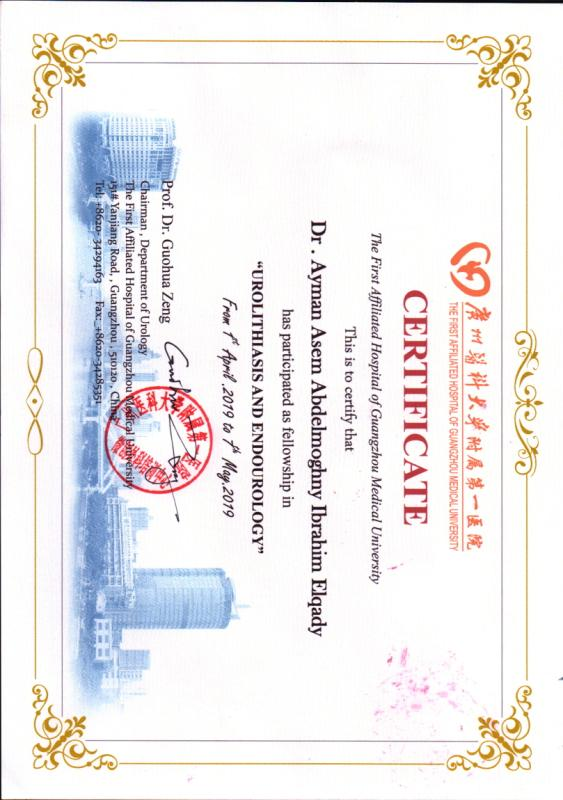 广州医科大学附属第一医院
THE FIRST AFFILIATED HOSPITAL OF GUANGZHOU MEDICAL UNIVERSITY
CERTIFICATE
The First Affiliated Hospital of Guangzhou Medical University
This is to certify that
Dr . Ayman Asem Abdelmoghny Ibrahim Elqady
has participated as fellowship in
“UROLITHIASIS AND ENDOUROLOGY”
From 1st April .2019 to 7th May.2019
Prof. Dr. Guohua Zeng
Chairman , Department of Urology
The First Affiliated Hospital of Guangzhou Medical University
151# Yanjiang Road, , Guangzhou , 510120 , China
Tel: +8620- 34294163 Fax: +8620-34285351